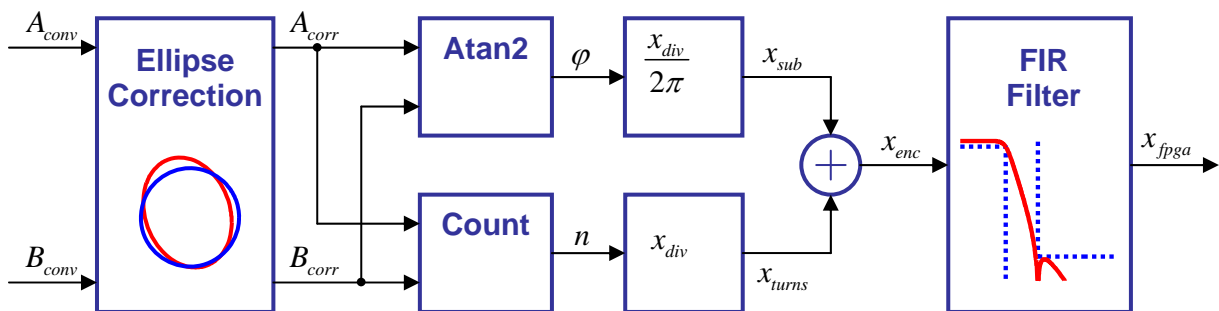 A_conv
B_conv
Ellipse
Correction
A_corr
B_corr
Atan2
φ
x_div
2π
x_sub
Count
n
x_div
x_turns
+
x_enc
FIR
Filter
x_fpga